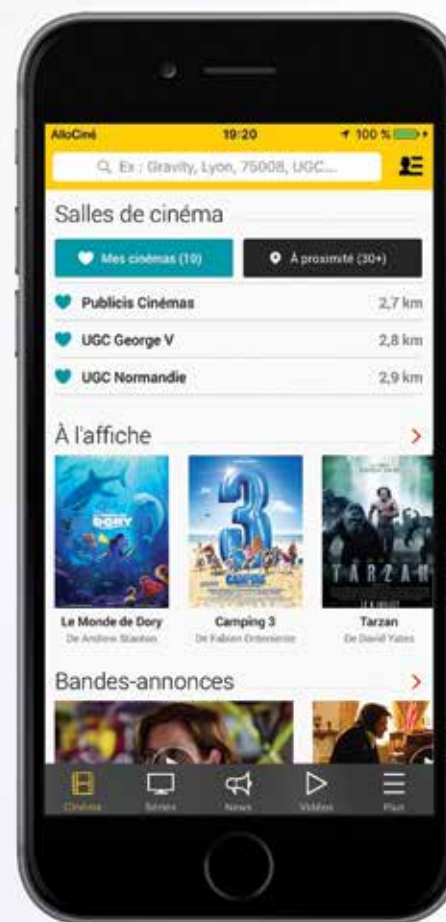 AlloCiné 19:20 100 %
Ex : Gravity, Lyon, 75008, UGC...
Salles de cinéma
Mes cinémas (10) À proximité (30+)
Publicis Cinémas 2,7 km
UGC George V 2,8 km
UGC Normandie 2,9 km
À l'affiche
DORY 3 CAMPING TARZAN
Le Monde de Dory Camping 3 Tarzan
De Andrew Stanton De Fabien Onteniente De David Yates
Bandes-annonces
Cinéma Séries News Vidéos Plus